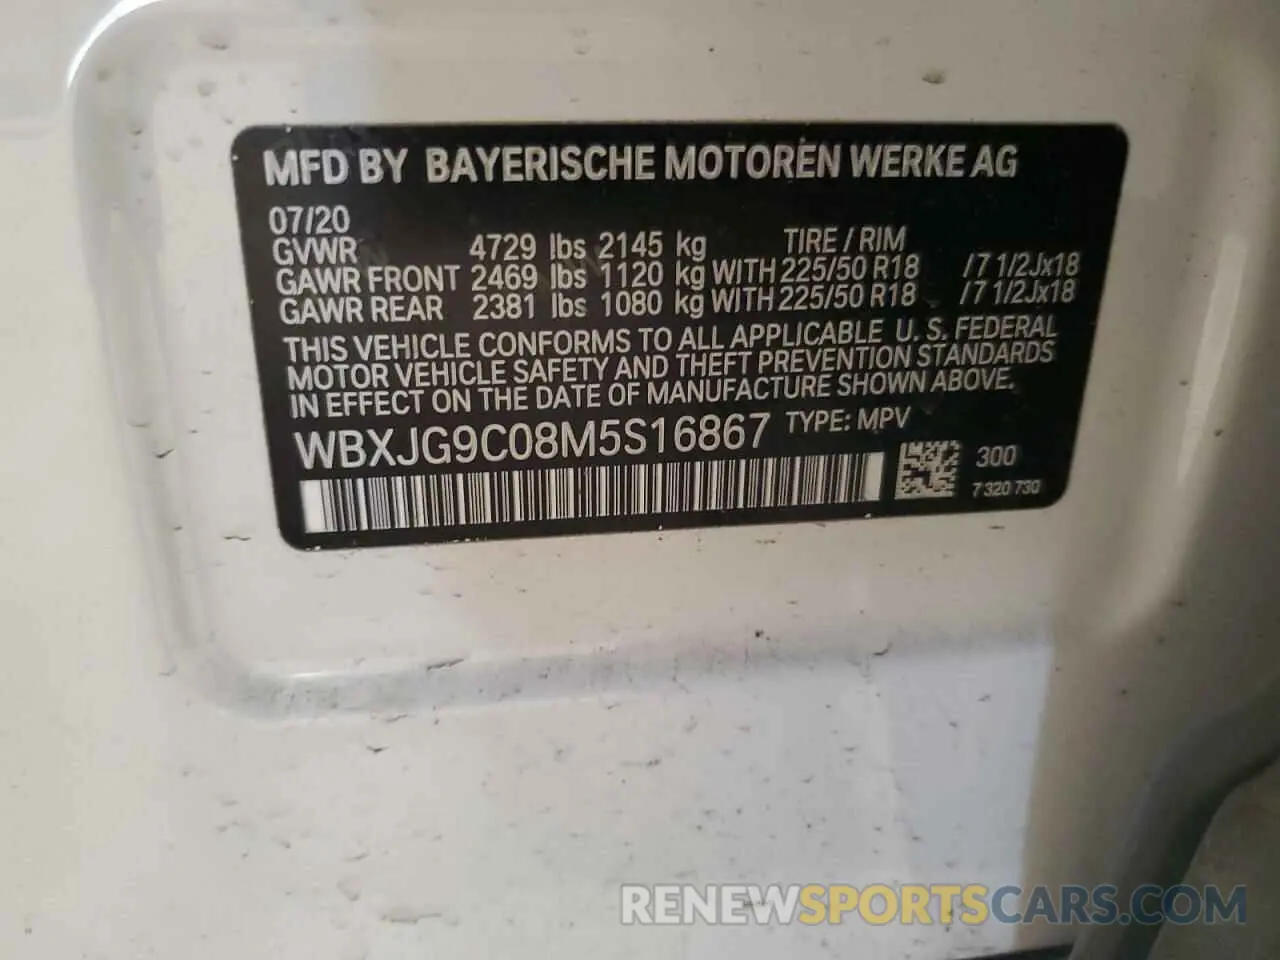 MFD BY BAYERISCHE MOTOREN WERKE AG
07/20
GVWR 4729 lbs 2145 kg TIRE / RIM
GAWR FRONT 2469 lbs 1120 kg WITH 225/50 R18 /7 1/2Jx18
GAWR REAR 2381 lbs 1080 kg WITH 225/50 R18 /7 1/2Jx18
THIS VEHICLE CONFORMS TO ALL APPLICABLE U. S. FEDERAL
MOTOR VEHICLE SAFETY AND THEFT PREVENTION STANDARDS
IN EFFECT ON THE DATE OF MANUFACTURE SHOWN ABOVE.
WBXJG9C08M5S16867 TYPE: MPV
300
7 320 730
RENEWSPORTSCARS.COM